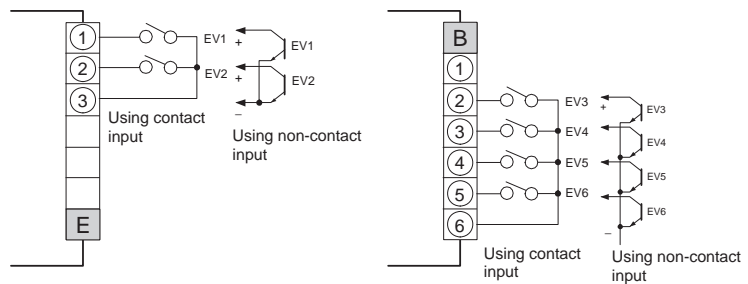 1
EV1
+
EV1
2
EV2
+
EV2
3
–
Using contact
input
Using non-contact
input
E
B
1
2
EV3
+
EV3
3
EV4
EV4
4
EV5
EV5
5
EV6
EV6
6
–
Using contact
input
Using non-contact
input